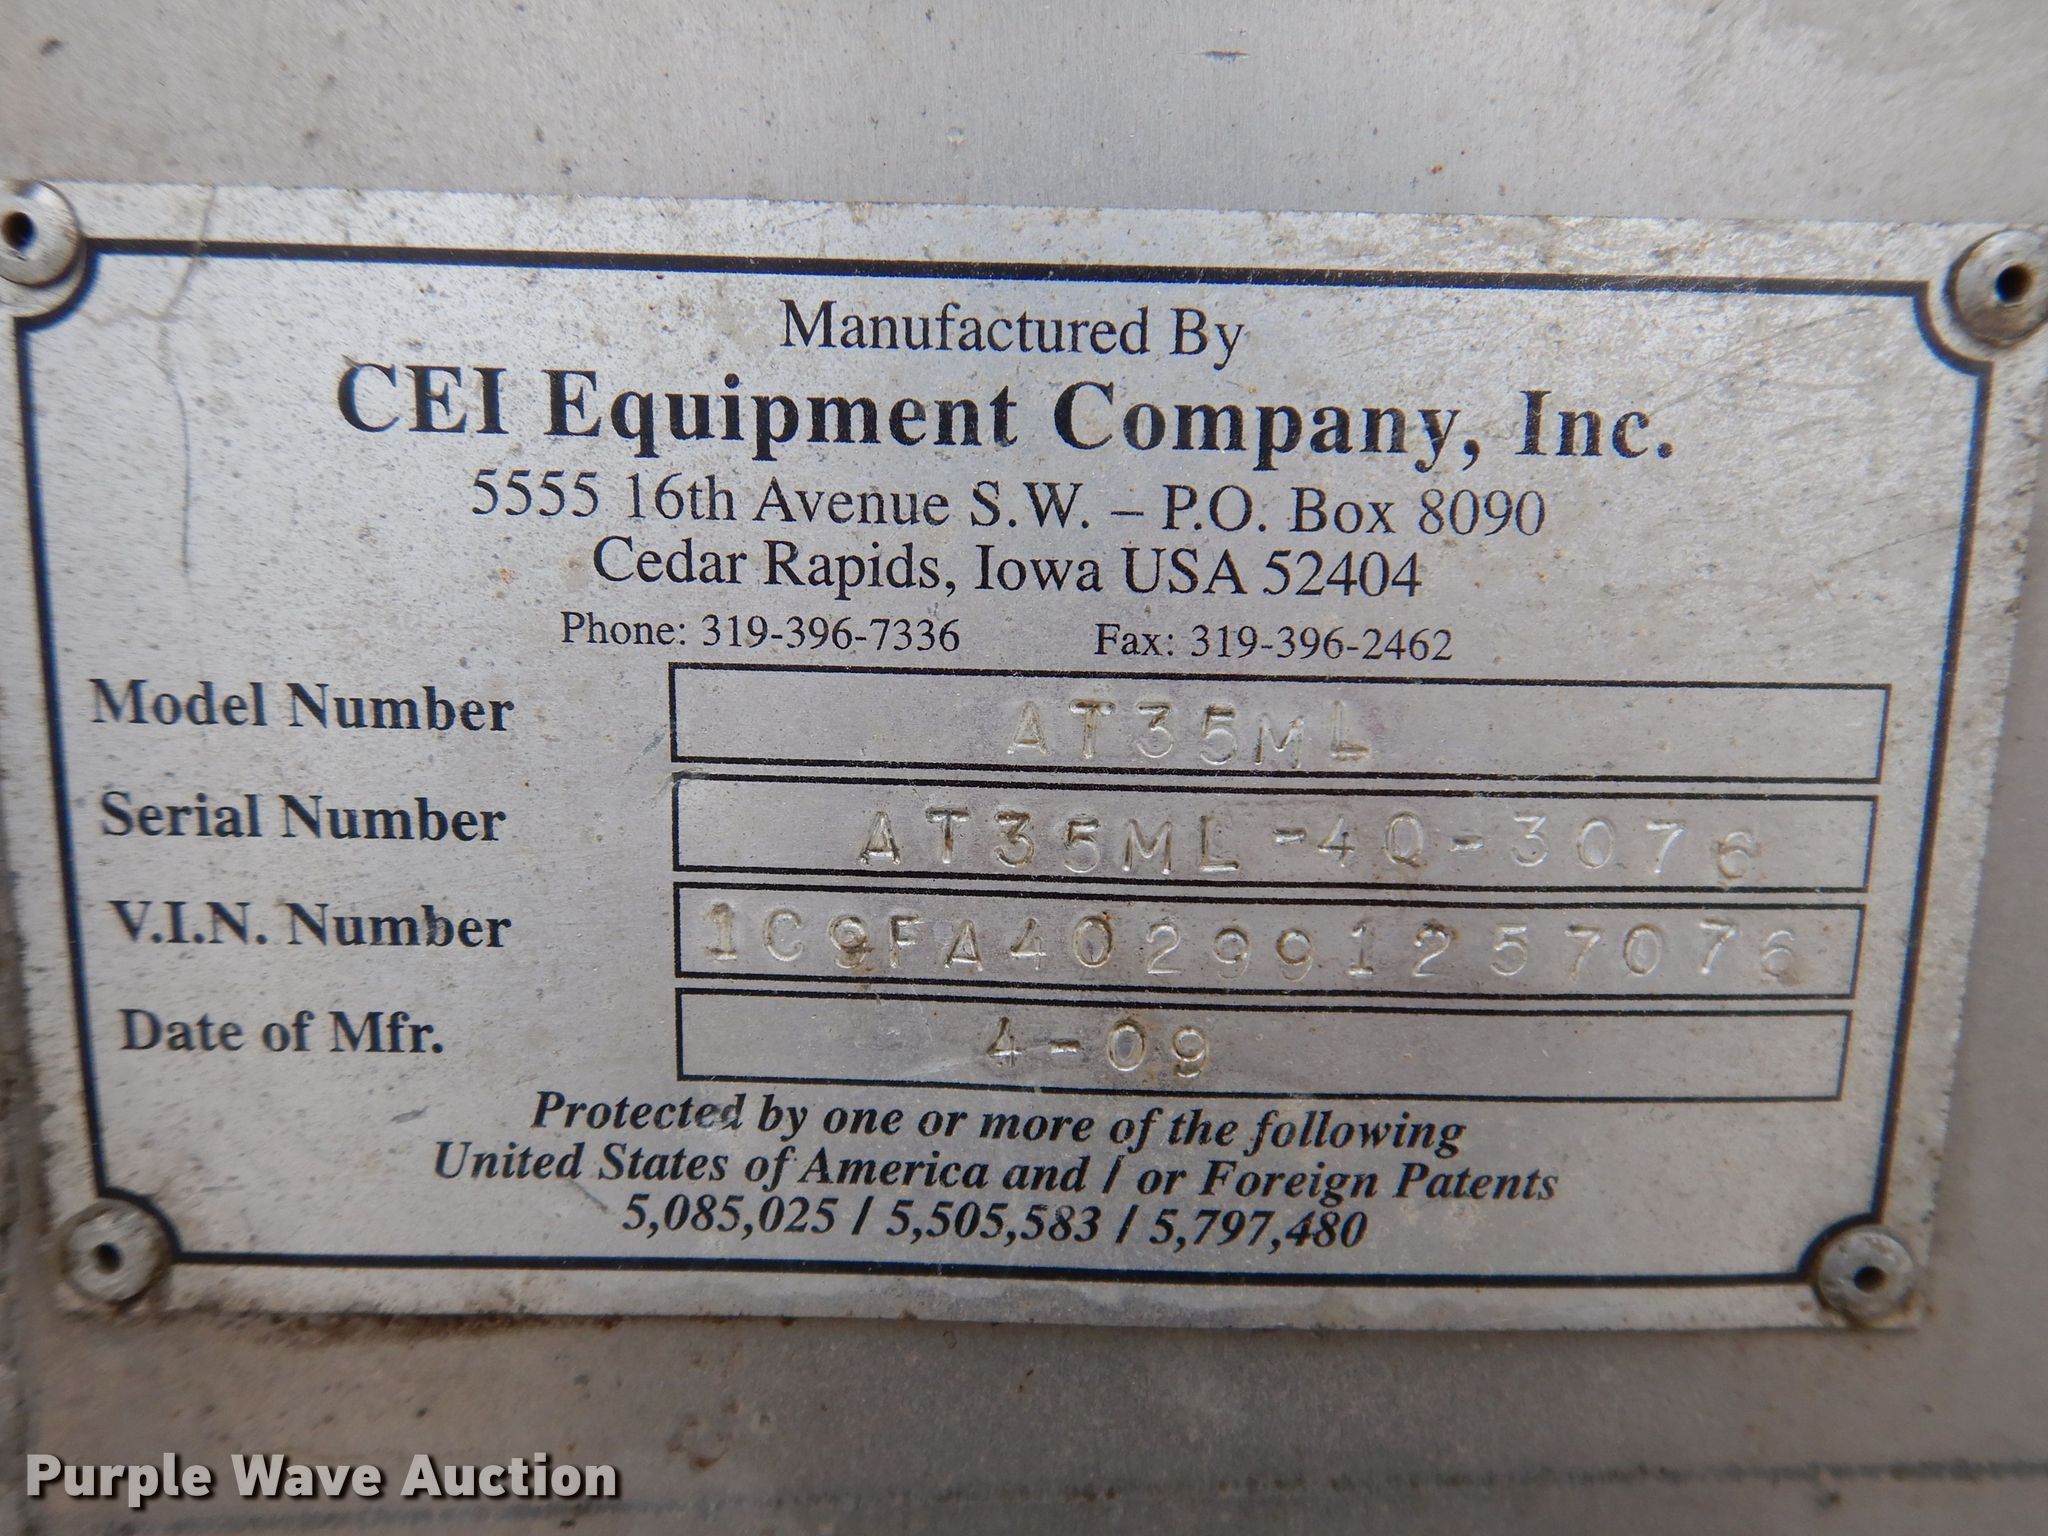 Manufactured By
CEI Equipment Company, Inc.
5555 16th Avenue S.W. – P.O. Box 8090
Cedar Rapids, Iowa USA 52404
Phone: 319-396-7336 Fax: 319-396-2462
Model Number AT35ML
Serial Number AT35ML-4Q-3076
V.I.N. Number 1C9FA402991257076
Date of Mfr. 4-09
Protected by one or more of the following
United States of America and / or Foreign Patents
5,085,025 / 5,505,583 / 5,797,480
Purple Wave Auction